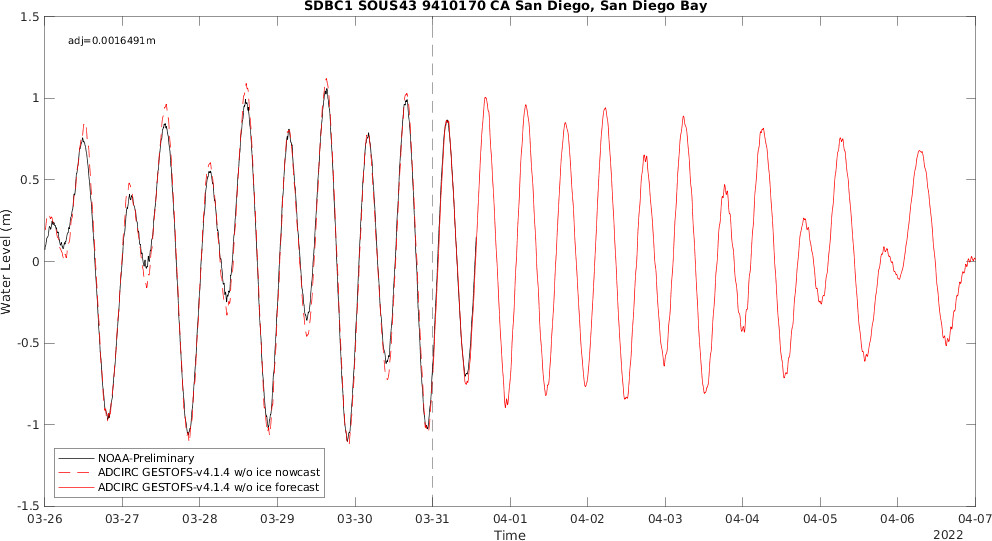 SDBC1 SOUS43 9410170 CA San Diego, San Diego Bay
1.5
adj=0.0016491m
1
0.5
0
-0.5
-1
-1.5
Water Level (m)
NOAA-Preliminary
ADCIRC GESTOFS-v4.1.4 w/o ice nowcast
ADCIRC GESTOFS-v4.1.4 w/o ice forecast
03-26 03-27 03-28 03-29 03-30 03-31 04-01 04-02 04-03 04-04 04-05 04-06 04-07
Time
2022